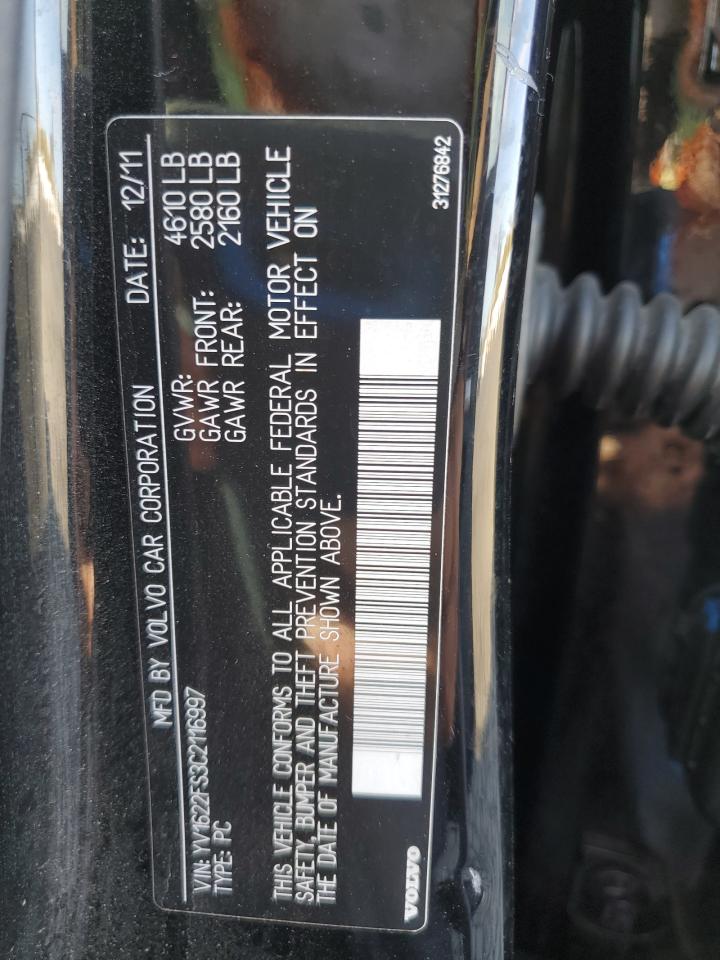 MFD BY VOLVO CAR CORPORATION DATE: 12/11
GVWR: 4610 LB
GAWR FRONT: 2580 LB
GAWR REAR: 2160 LB
VIN: YV1622FS3C2116997
TYPE: PC
THIS VEHICLE CONFORMS TO ALL APPLICABLE FEDERAL MOTOR VEHICLE
SAFETY, BUMPER AND THEFT PREVENTION STANDARDS IN EFFECT ON
THE DATE OF MANUFACTURE SHOWN ABOVE.
VOLVO
31276842